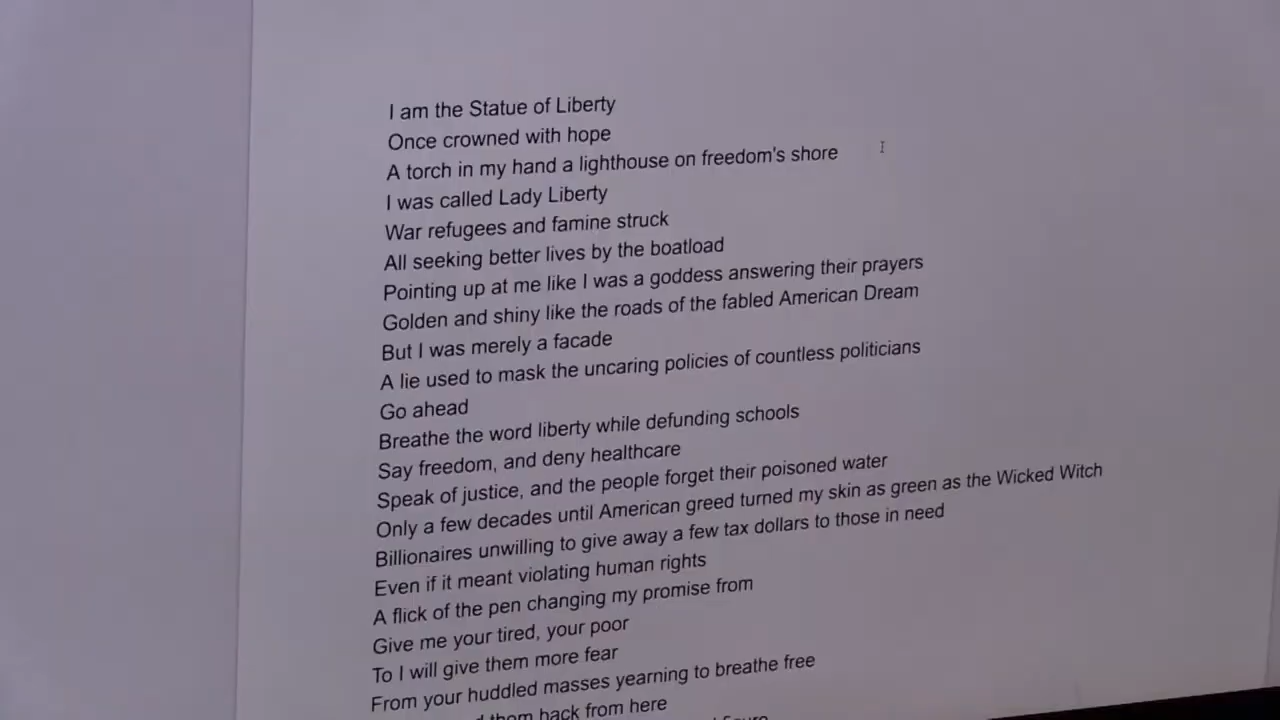 I am the Statue of Liberty
Once crowned with hope
A torch in my hand a lighthouse on freedom's shore
I was called Lady Liberty
War refugees and famine struck
All seeking better lives by the boatload
Pointing up at me like I was a goddess answering their prayers
Golden and shiny like the roads of the fabled American Dream
But I was merely a facade
A lie used to mask the uncaring policies of countless politicians
Go ahead
Breathe the word liberty while defunding schools
Say freedom, and deny healthcare
Speak of justice, and the people forget their poisoned water
Only a few decades until American greed turned my skin as green as the Wicked Witch
Billionaires unwilling to give away a few tax dollars to those in need
Even if it meant violating human rights
A flick of the pen changing my promise from
Give me your tired, your poor
To I will give them more fear
From your huddled masses yearning to breathe free
them back from here